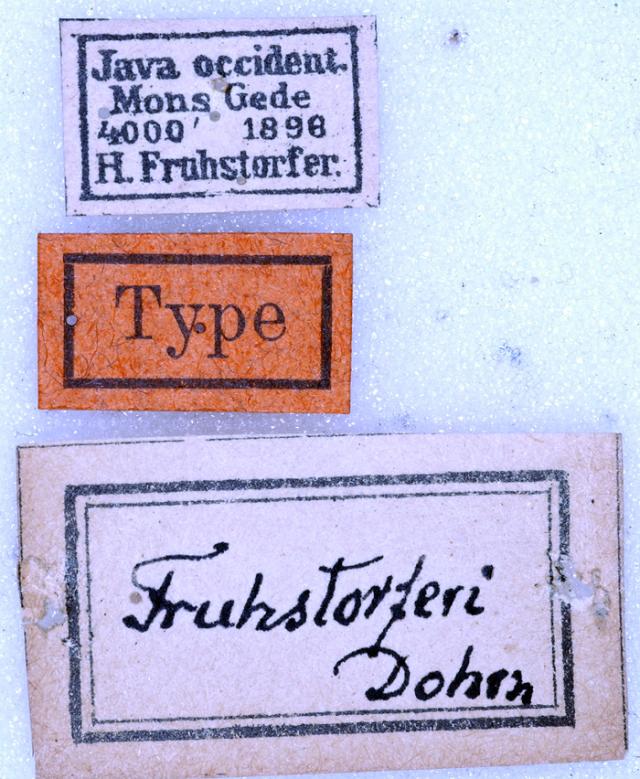 Java occident.
Mons Gede
4000' 1896
H. Fruhstorfer.
Type
Fruhstorferi
Dohrn